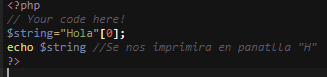 <?php
// Your code here!
$string="Hola"[0];
echo $string //Se nos imprimira en panatlla "H"
?>